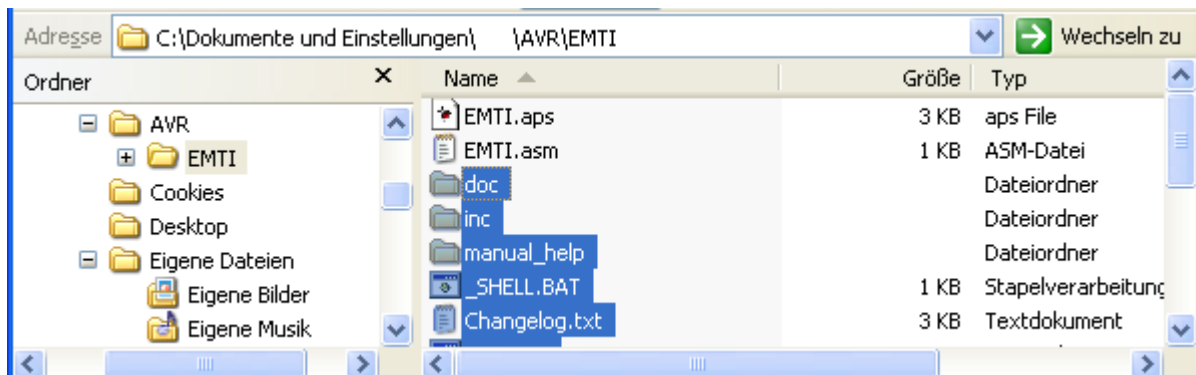 Adresse C:\Dokumente und Einstellungen\ \AVR\EMTI Wechseln zu
Ordner × Name Größe Typ
AVR EMTI.aps 3 KB aps File
EMTI EMTI.asm 1 KB ASM-Datei
Cookies doc Dateiordner
Desktop inc Dateiordner
Eigene Dateien manual_help Dateiordner
Eigene Bilder _SHELL.BAT 1 KB Stapelverarbeitung
Eigene Musik Changelog.txt 3 KB Textdokument